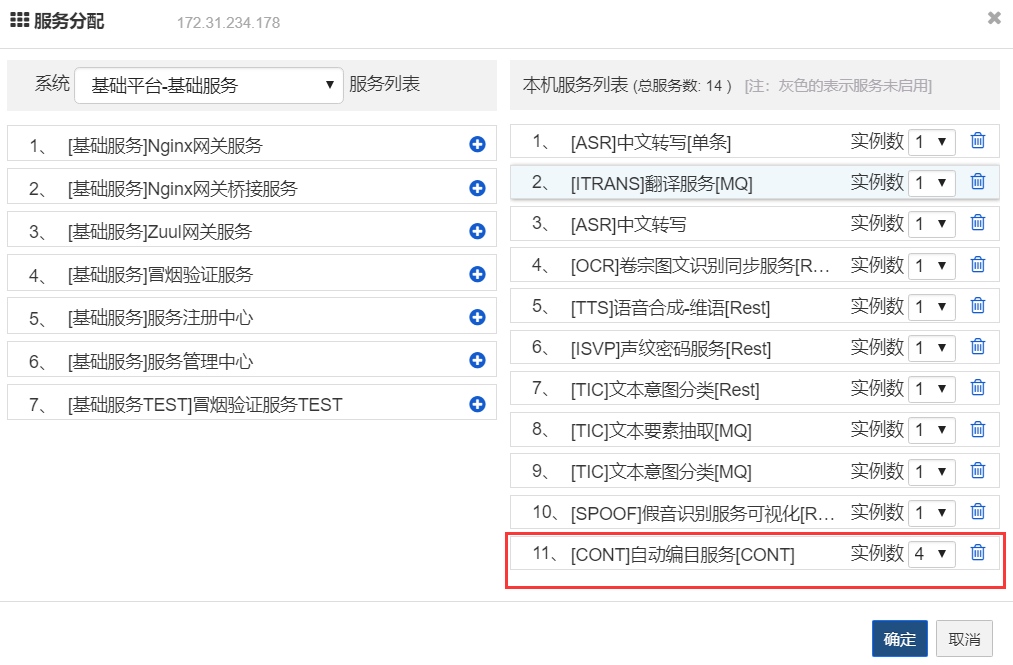 服务分配 172.31.234.178
系统 基础平台-基础服务 服务列表
1、 [基础服务]Nginx网关服务
2、 [基础服务]Nginx网关桥接服务
3、 [基础服务]Zuul网关服务
4、 [基础服务]冒烟验证服务
5、 [基础服务]服务注册中心
6、 [基础服务]服务管理中心
7、 [基础服务TEST]冒烟验证服务TEST
本机服务列表 (总服务数: 14 ) [注: 灰色的表示服务未启用]
1、 [ASR]中文转写[单条] 实例数 1
2、 [ITRANS]翻译服务[MQ] 实例数 1
3、 [ASR]中文转写 实例数 1
4、 [OCR]卷宗图文识别同步服务[R... 实例数 1
5、 [TTS]语音合成-维语[Rest] 实例数 1
6、 [ISVP]声纹密码服务[Rest] 实例数 1
7、 [TIC]文本意图分类[Rest] 实例数 1
8、 [TIC]文本要素抽取[MQ] 实例数 1
9、 [TIC]文本意图分类[MQ] 实例数 1
10、 [SPOOF]假音识别服务可视化[R... 实例数 1
11、 [CONT]自动编目服务[CONT] 实例数 4
确定 取消